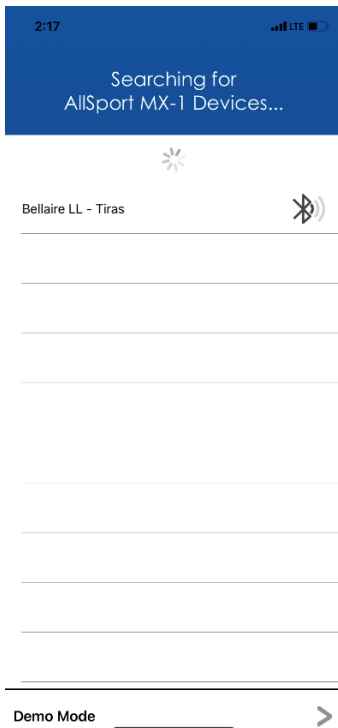 2:17
LTE
Searching for
AllSport MX-1 Devices...
Bellaire LL - Tiras
Demo Mode